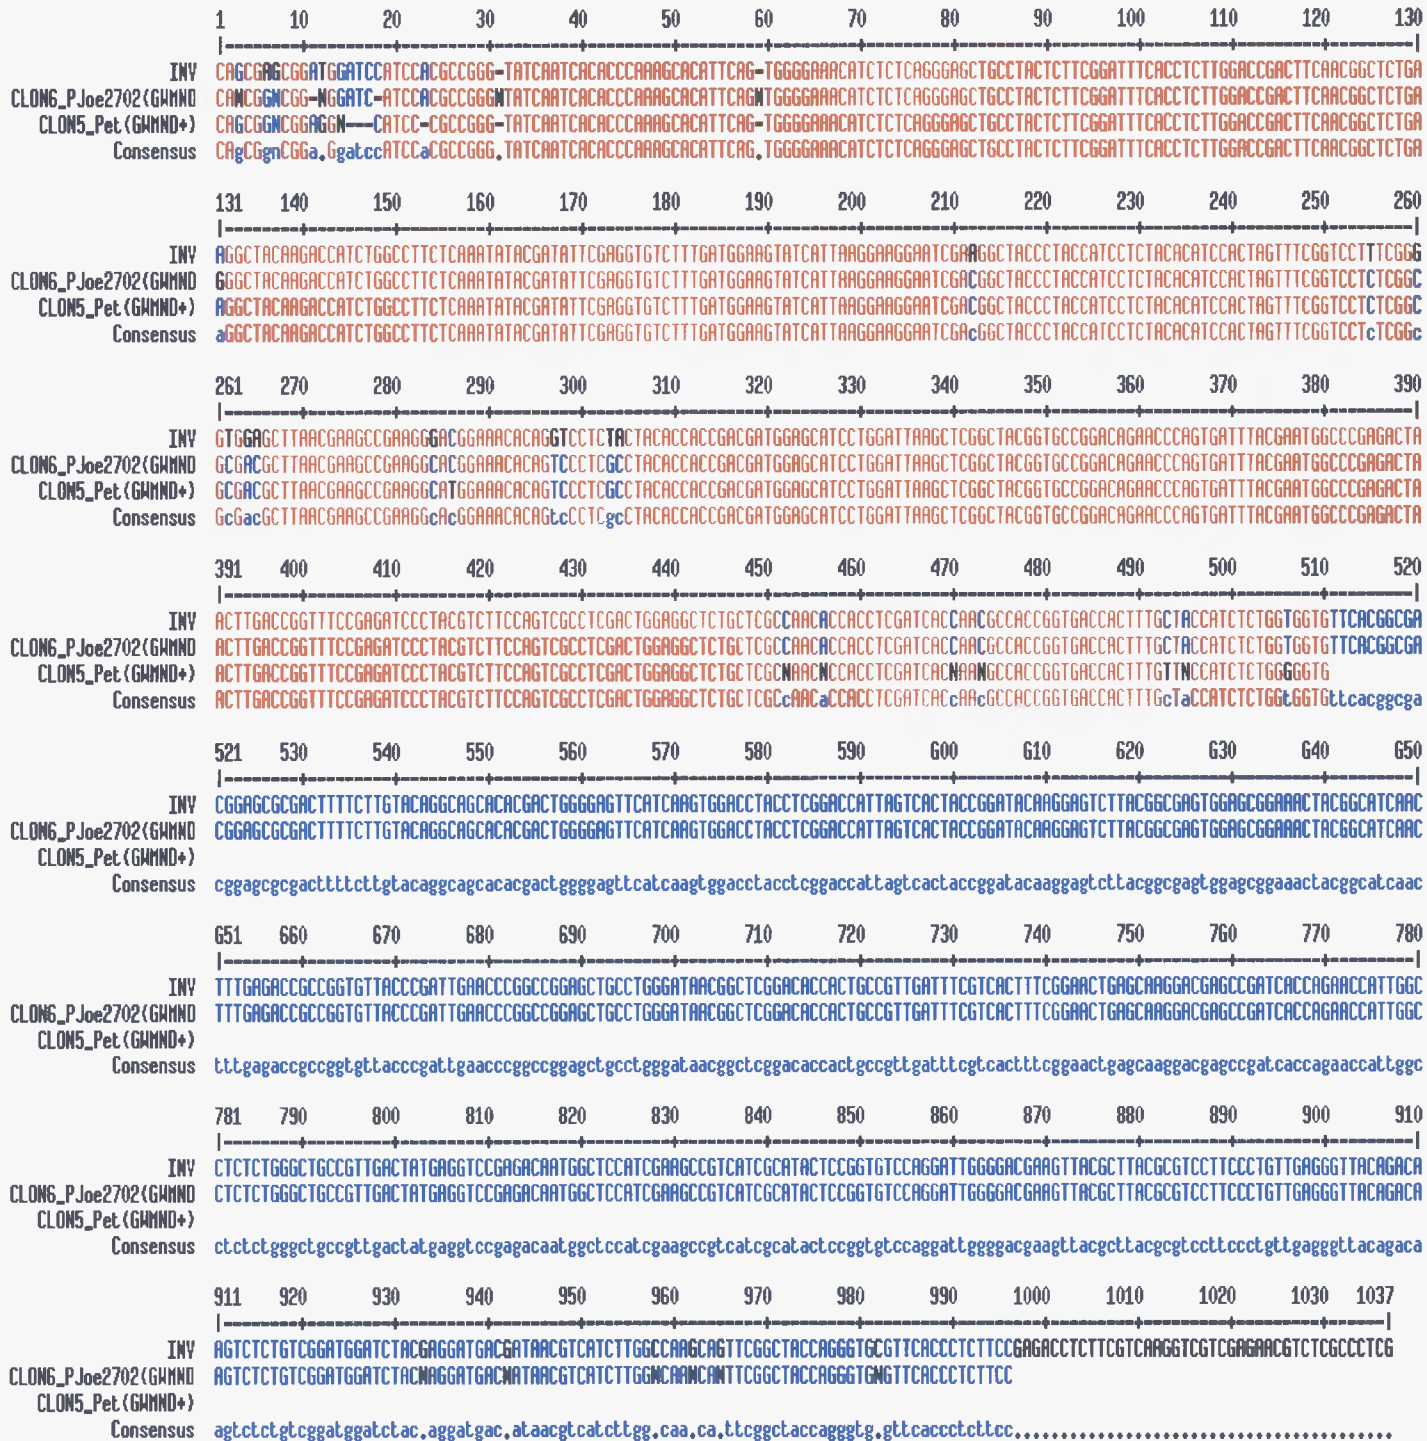 1 10 20 30 40 50 60 70 80 90 100 110 120 130
INV CAGCGAGCGGATGGATCCATCCACGCCGGG-TATCAATCACACCCAAAGCACATTCAG-TGGGGAAACATCTCTCAGGGAGCTGCCTACTCTTCGGATTTCACCTCTTGGACCGACTTCAACGGCTCTGA
CLON6_PJoe2702(GWMND CANCGGNCGG-NGGATC-ATCCACGCCGGGNTATCAATCACACCCAAAGCACATTCAGNTGGGGAAACATCTCTCAGGGAGCTGCCTACTCTTCGGATTTCACCTCTTGGACCGACTTCAACGGCTCTGA
CLON5_Pet(GWMND+) CAGCGGNCGGAGGN---CATCC-CGCCGGG-TATCAATCACACCCAAAGCACATTCAG-TGGGGAAACATCTCTCAGGGAGCTGCCTACTCTTCGGATTTCACCTCTTGGACCGACTTCAACGGCTCTGA
Consensus CAgCGgnCGGa.GgatccATCCaCGCCGGG.TATCAATCACACCCAAAGCACATTCAG.TGGGGAAACATCTCTCAGGGAGCTGCCTACTCTTCGGATTTCACCTCTTGGACCGACTTCAACGGCTCTGA
131 140 150 160 170 180 190 200 210 220 230 240 250 260
INV AGGCTACAAGACCATCTGGCCTTCTCAAATATACGATATTCGAGGTGTCTTTGATGGAAGTATCATTAAGGAAGGAATCGAAGGCTACCCTACCATCCTCTACACATCCACTAGTTTCGGTCCTTTCGGG
CLON6_PJoe2702(GWMND GGGCTACAAGACCATCTGGCCTTCTCAAATATACGATATTCGAGGTGTCTTTGATGGAAGTATCATTAAGGAAGGAATCGACGGCTACCCTACCATCCTCTACACATCCACTAGTTTCGGTCCTCTCGGC
CLON5_Pet(GWMND+) AGGCTACAAGACCATCTGGCCTTCTCAAATATACGATATTCGAGGTGTCTTTGATGGAAGTATCATTAAGGAAGGAATCGACGGCTACCCTACCATCCTCTACACATCCACTAGTTTCGGTCCTCTCGGC
Consensus aGGCTACAAGACCATCTGGCCTTCTCAAATATACGATATTCGAGGTGTCTTTGATGGAAGTATCATTAAGGAAGGAATCGAcGGCTACCCTACCATCCTCTACACATCCACTAGTTTCGGTCCTcTCGGc
261 270 280 290 300 310 320 330 340 350 360 370 380 390
INV GTGGAGCTTAACGAAGCCGAAGGGACGGAAACACAGGTCCTCTACTACACCACCGACGATGGAGCATCCTGGATTAAGCTCGGCTACGGTGCCGGACAGAACCCAGTGATTTACGAATGGCCCGAGACTA
CLON6_PJoe2702(GWMND GCGACGCTTAACGAAGCCGAAGGCACGGAAACACAGTCCCTCGCCTACACCACCGACGATGGAGCATCCTGGATTAAGCTCGGCTACGGTGCCGGACAGAACCCAGTGATTTACGAATGGCCCGAGACTA
CLON5_Pet(GWMND+) GCGACGCTTAACGAAGCCGAAGGCATGGAAACACAGTCCCTCGCCTACACCACCGACGATGGAGCATCCTGGATTAAGCTCGGCTACGGTGCCGGACAGAACCCAGTGATTTACGAATGGCCCGAGACTA
Consensus GcGacGCTTAACGAAGCCGAAGGcAcGGAAACACAGtcCCTCgcCTACACCACCGACGATGGAGCATCCTGGATTAAGCTCGGCTACGGTGCCGGACAGAACCCAGTGATTTACGAATGGCCCGAGACTA
391 400 410 420 430 440 450 460 470 480 490 500 510 520
INV ACTTGACCGGTTTCCGAGATCCCTACGTCTTCCAGTCGCCTCGACTGGAGGCTCTGCTCGCCAACACCACCTCGATCACCAACGCCACCGGTGACCACTTTGCTACCATCTCTGGTGGTGTTCACGGCGA
CLON6_PJoe2702(GWMND ACTTGACCGGTTTCCGAGATCCCTACGTCTTCCAGTCGCCTCGACTGGAGGCTCTGCTCGCCAACACCACCTCGATCACCAACGCCACCGGTGACCACTTTGCTACCATCTCTGGTGGTGTTCACGGCGA
CLON5_Pet(GWMND+) ACTTGACCGGTTTCCGAGATCCCTACGTCTTCCAGTCGCCTCGACTGGAGGCTCTGCTCGCNAACNCCACCTCGATCACNAANGCCACCGGTGACCACTTTGTTNCCATCTCTGGGGGTG
Consensus ACTTGACCGGTTTCCGAGATCCCTACGTCTTCCAGTCGCCTCGACTGGAGGCTCTGCTCGCcAACaCCACCTCGATCACcAAcGCCACCGGTGACCACTTTGcTaCCATCTCTGGtGGTGttcacggcga
521 530 540 550 560 570 580 590 600 610 620 630 640 650
INV CGGAGCGCGACTTTTCTTGTACAGGCAGCACACGACTGGGGAGTTCATCAAGTGGACCTACCTCGGACCATTAGTCACTACCGGATACAAGGAGTCTTACGGCGAGTGGAGCGGAAACTACGGCATCAAC
CLON6_PJoe2702(GWMND CGGAGCGCGACTTTTCTTGTACAGGCAGCACACGACTGGGGAGTTCATCAAGTGGACCTACCTCGGACCATTAGTCACTACCGGATACAAGGAGTCTTACGGCGAGTGGAGCGGAAACTACGGCATCAAC
CLON5_Pet(GWMND+)
Consensus cggagcgcgacttttcttgtacaggcagcacacgactggggagttcatcaagtggacctacctcggaccattagtcactaccggatacaaggagtcttacggcgagtggagcggaaactacggcatcaac
651 660 670 680 690 700 710 720 730 740 750 760 770 780
INV TTTGAGACCGCCGGTGTTACCCGATTGAACCCGGCCGGAGCTGCCTGGGATAACGGCTCGGACACCACTGCCGTTGATTTCGTCACTTTCGGAACTGAGCAAGGACGAGCCGATCACCAGAACCATTGGC
CLON6_PJoe2702(GWMND TTTGAGACCGCCGGTGTTACCCGATTGAACCCGGCCGGAGCTGCCTGGGATAACGGCTCGGACACCACTGCCGTTGATTTCGTCACTTTCGGAACTGAGCAAGGACGAGCCGATCACCAGAACCATTGGC
CLON5_Pet(GWMND+)
Consensus tttgagaccgccggtgttacccgattgaacccggccggagctgcctgggataacggctcggacaccactgccgttgatttcgtcactttcggaactgagcaaggacgagccgatcaccagaaccattggc
781 790 800 810 820 830 840 850 860 870 880 890 900 910
INV CTCTCTGGGCTGCCGTTGACTATGAGGTCCGAGACAATGGCTCCATCGAAGCCGTCATCGCATACTCCGGTGTCCAGGATTGGGGACGAAGTTACGCTTACGCGTCCTTCCCTGTTGAGGGTTACAGACA
CLON6_PJoe2702(GWMND CTCTCTGGGCTGCCGTTGACTATGAGGTCCGAGACAATGGCTCCATCGAAGCCGTCATCGCATACTCCGGTGTCCAGGATTGGGGACGAAGTTACGCTTACGCGTCCTTCCCTGTTGAGGGTTACAGACA
CLON5_Pet(GWMND+)
Consensus ctctctgggctgccgttgactatgaggtccgagacaatggctccatcgaagccgtcatcgcatactccggtgtccaggattggggacgaagttacgcttacgcgtccttccctgttgagggttacagaca
911 920 930 940 950 960 970 980 990 1000 1010 1020 1030 1037
INV AGTCTCTGTCGGATGGATCTACGAGGATGACGATAACGTCATCTTGGCCAAGCAGTTCGGCTACCAGGGTGCGTTCACCCTCTTCCGAGACCTCTTCGTCAAGGTCGTCGAGAACGTCTCGCCCTCG
CLON6_PJoe2702(GWMND AGTCTCTGTCGGATGGATCTACNAGGATGACNATAACGTCATCTTGGNCAANCANTTCGGCTACCAGGGTGNGTTCACCCTCTTCC
CLON5_Pet(GWMND+)
Consensus agtctctgtcggatggatctac.aggatgac.ataacgtcatcttgg.caa.ca.ttcggctaccagggtg.gttcaccctcttcc.........................................